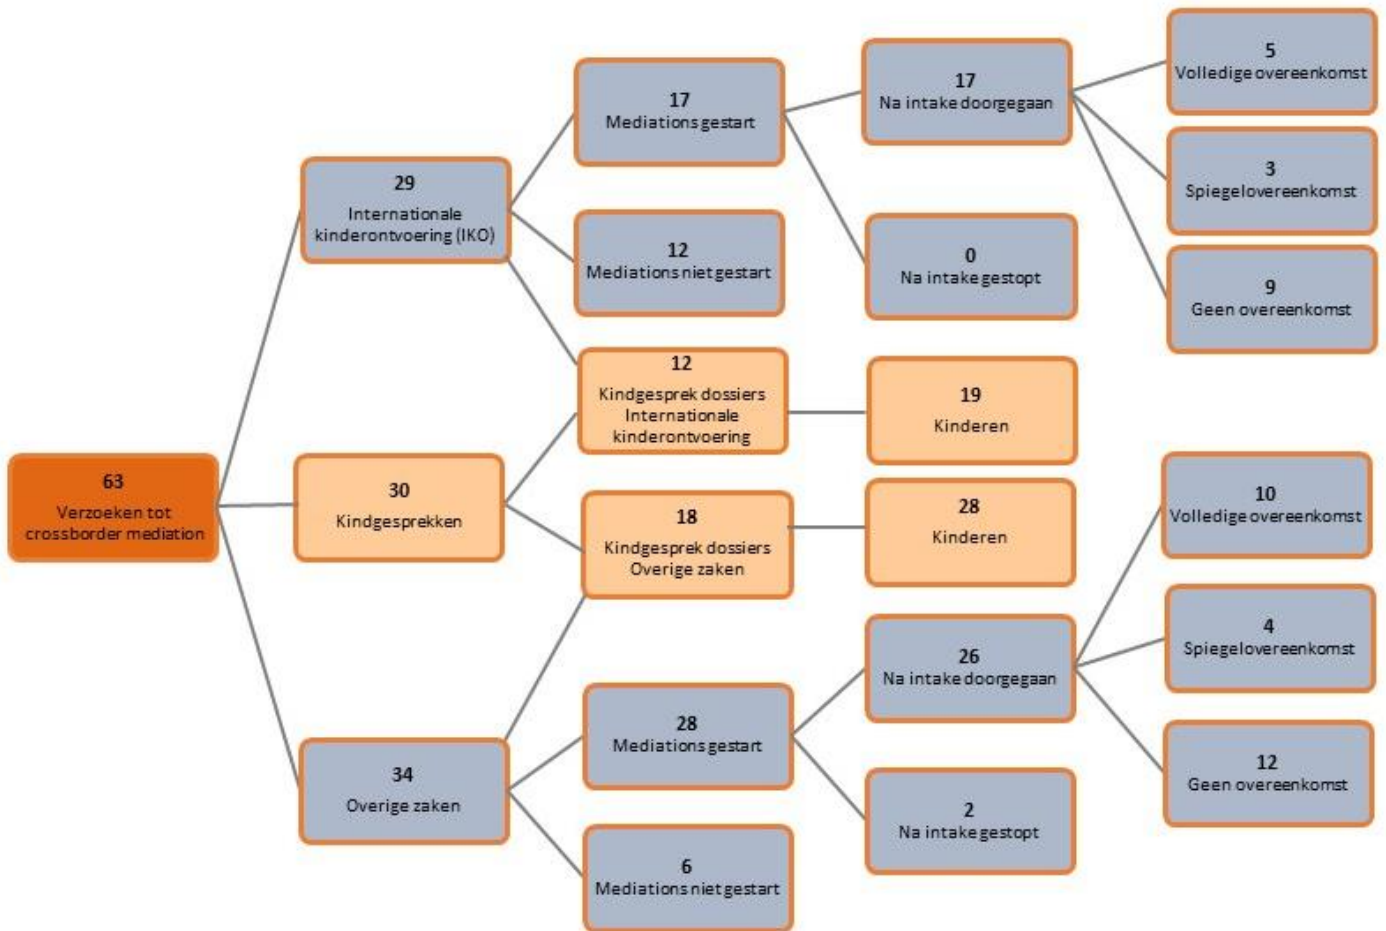 63
Verzoeken tot
crossborder mediation
29
Internationale
kinderontvoering (IKO)
30
Kindgesprekken
34
Overige zaken
17
Mediations gestart
12
Mediations niet gestart
12
Kindgesprek dossiers
Internationale
kinderontvoering
18
Kindgesprek dossiers
Overige zaken
28
Mediations gestart
6
Mediations niet gestart
17
Na intake doorgegaan
0
Na intake gestopt
19
Kinderen
28
Kinderen
26
Na intake doorgegaan
2
Na intake gestopt
5
Volledige overeenkomst
3
Spiegelovereenkomst
9
Geen overeenkomst
10
Volledige overeenkomst
4
Spiegelovereenkomst
12
Geen overeenkomst